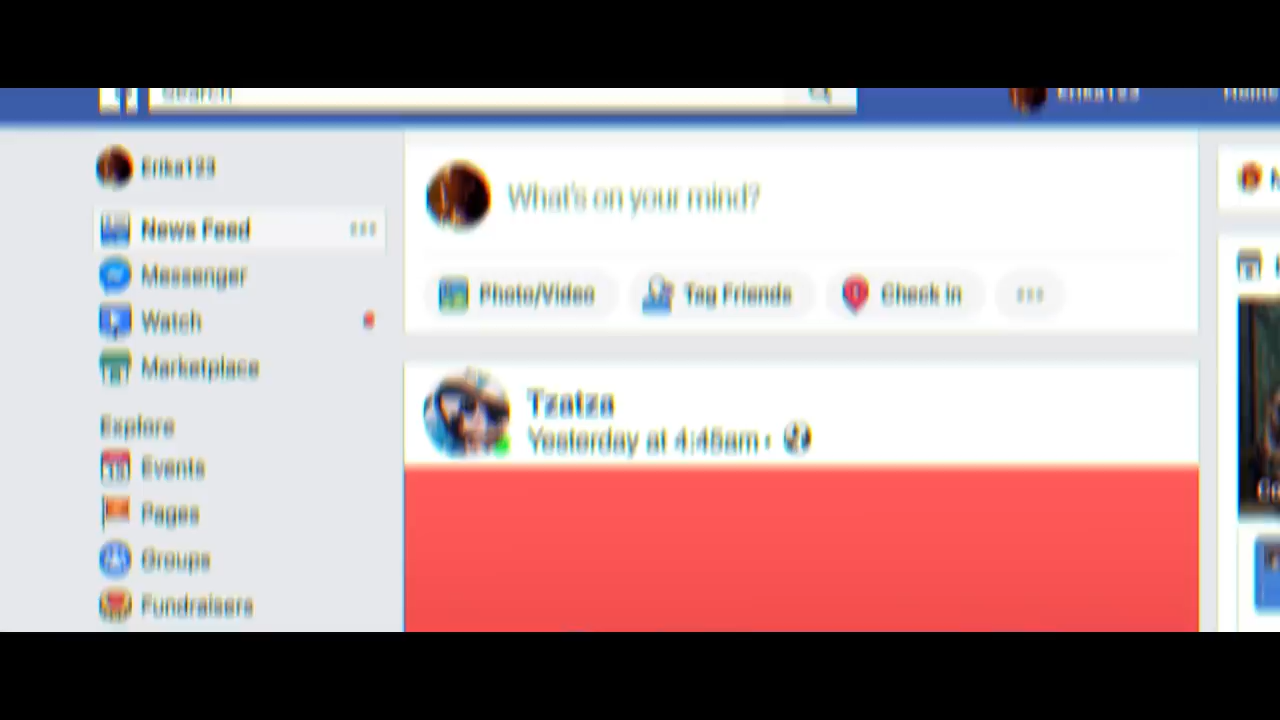 Search
Erika123
Home
Erika123
News Feed
Messenger
Watch
Marketplace
Explore
Events
Pages
Groups
Fundraisers
What's on your mind?
Photo/Video
Tag Friends
Check in
Tzatza
Yesterday at 4:45am